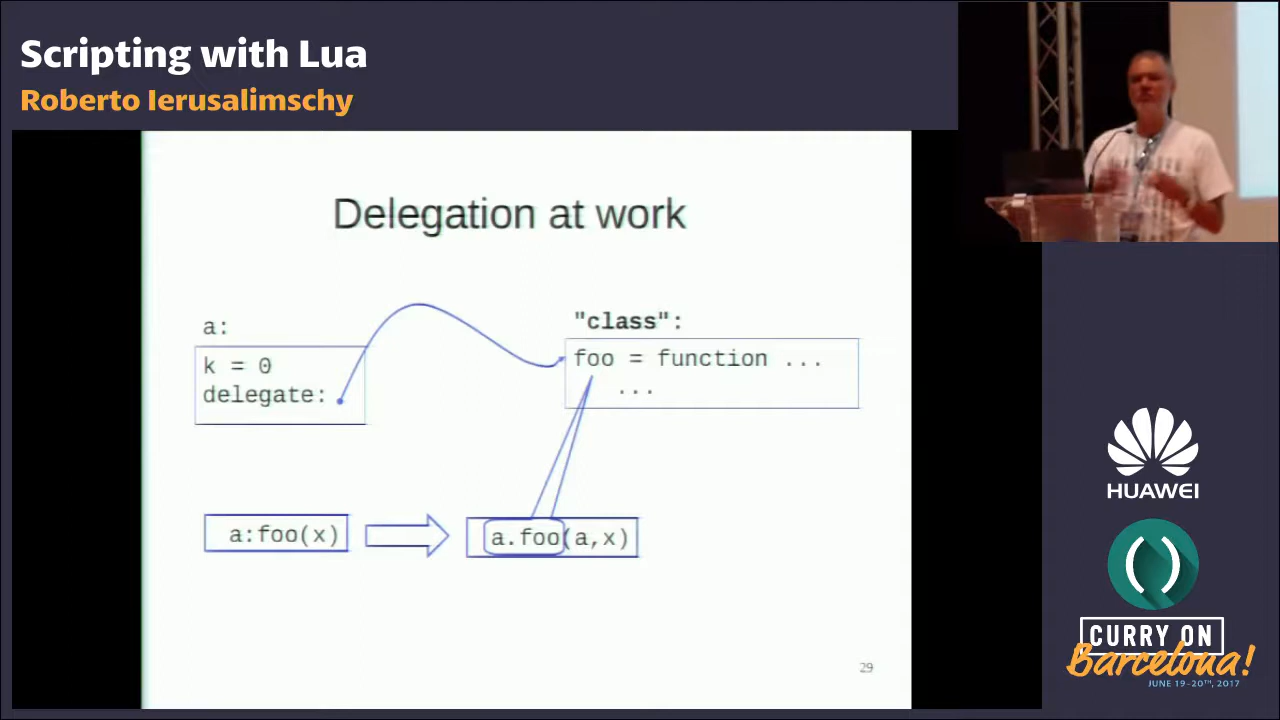 Scripting with Lua
Roberto Ierusalimschy
Delegation at work
a:
k = 0
delegate:
"class":
foo = function ...
...
a:foo(x)
a.foo(a,x)
29
HUAWEI
( )
CURRY ON
Barcelona!
JUNE 19-20TH, 2017